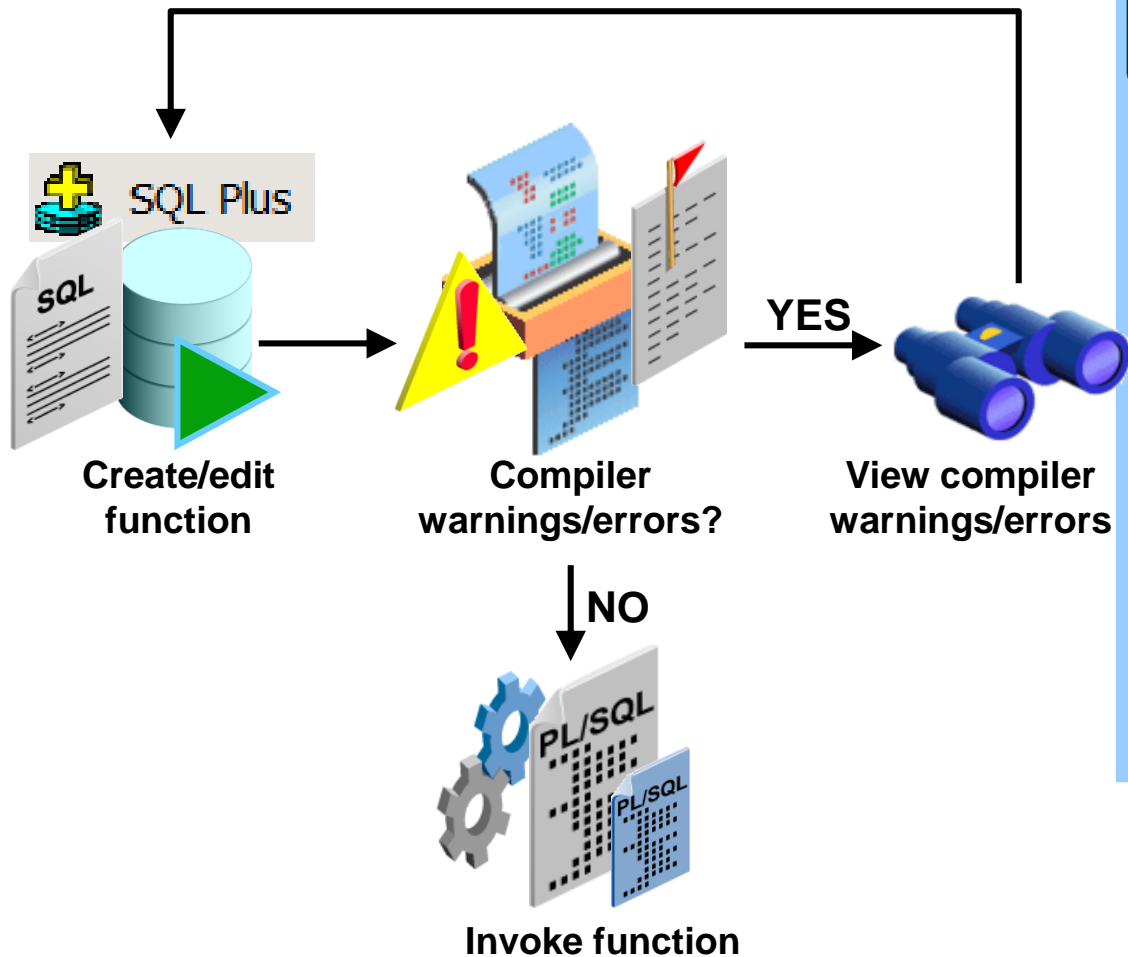 SQL Plus
SQL
YES
Create/edit
function
Compiler
warnings/errors?
View compiler
warnings/errors
NO
PL/SQL
PL/SQL
Invoke function